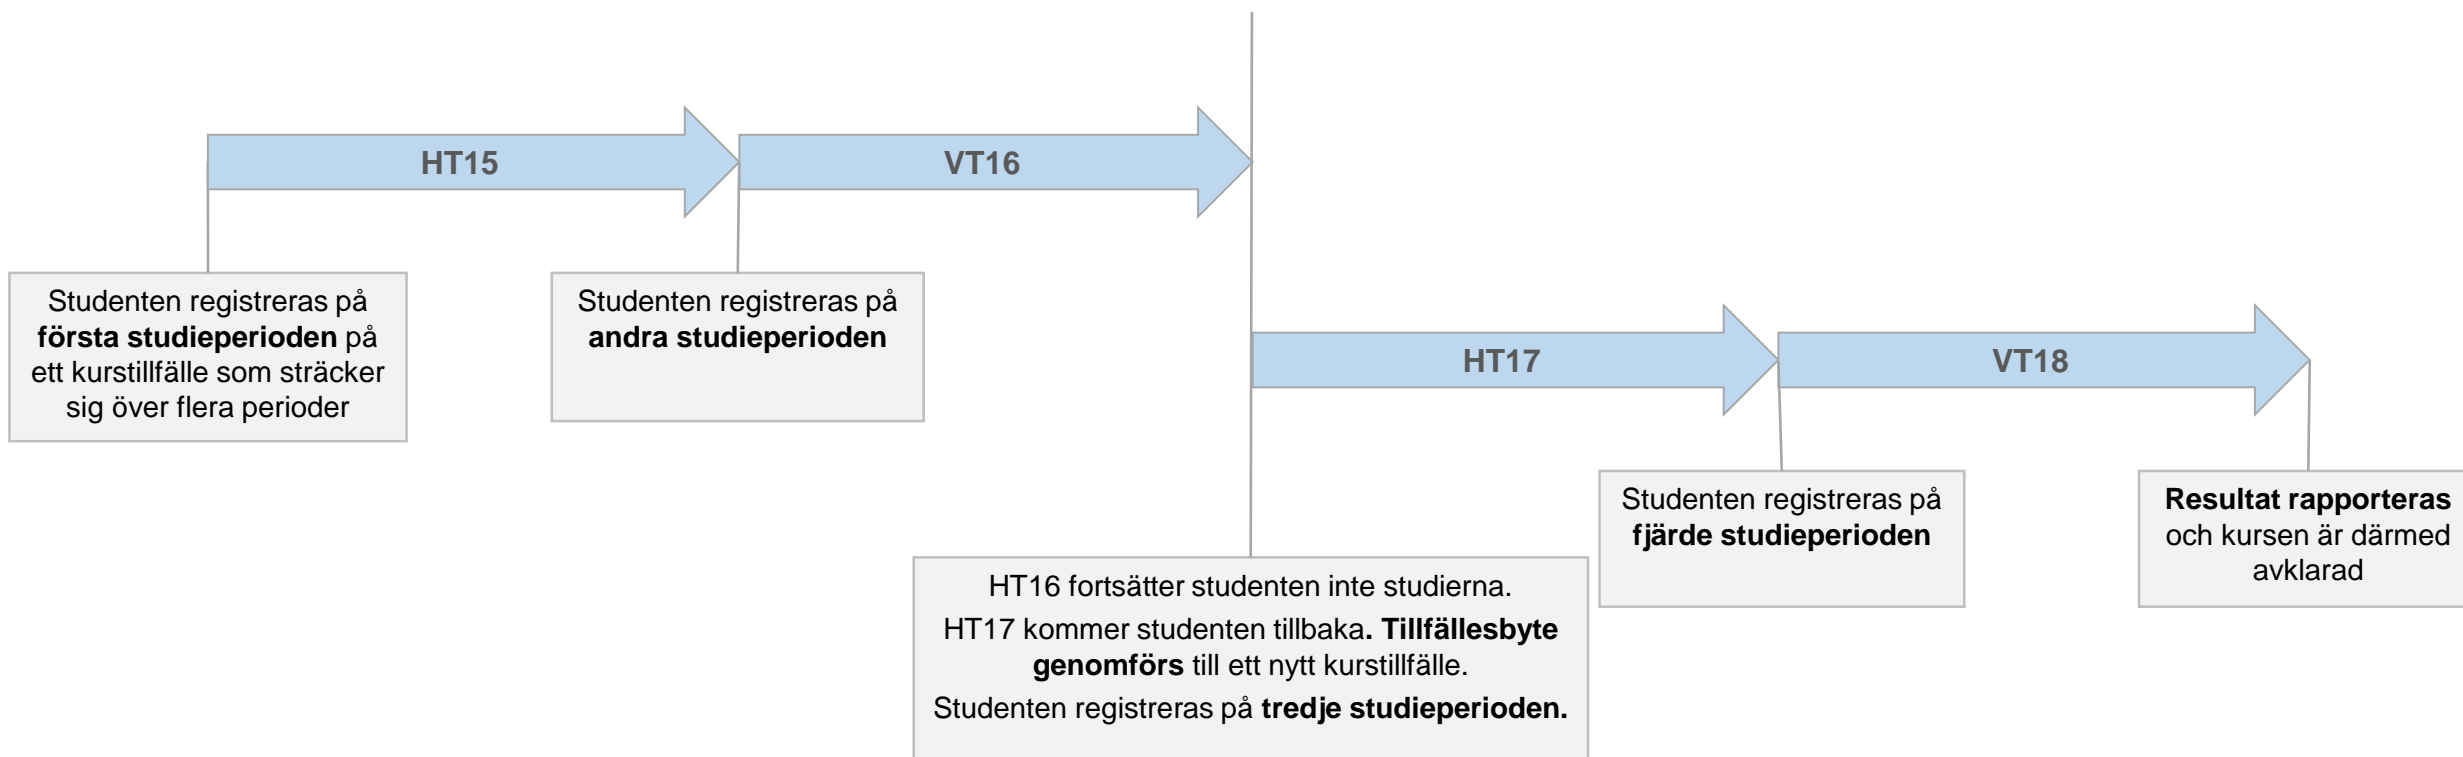 HT15
VT16
Studenten registreras på
första studieperioden på
ett kurstillfälle som sträcker
sig över flera perioder
Studenten registreras på
andra studieperioden
HT17
VT18
HT16 fortsätter studenten inte studierna.
HT17 kommer studenten tillbaka. Tillfällesbyte
genomförs till ett nytt kurstillfälle.
Studenten registreras på tredje studieperioden.
Studenten registreras på
fjärde studieperioden
Resultat rapporteras
och kursen är därmed
avklarad